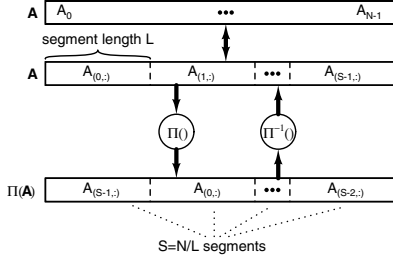 A A0 ••• AN-1
segment length L
A A(0,:) A(1,:) ••• A(S-1,:)
Π() Π-1()
Π(A) A(S-1,:) A(0,:) ••• A(S-2,:)
S=N/L segments